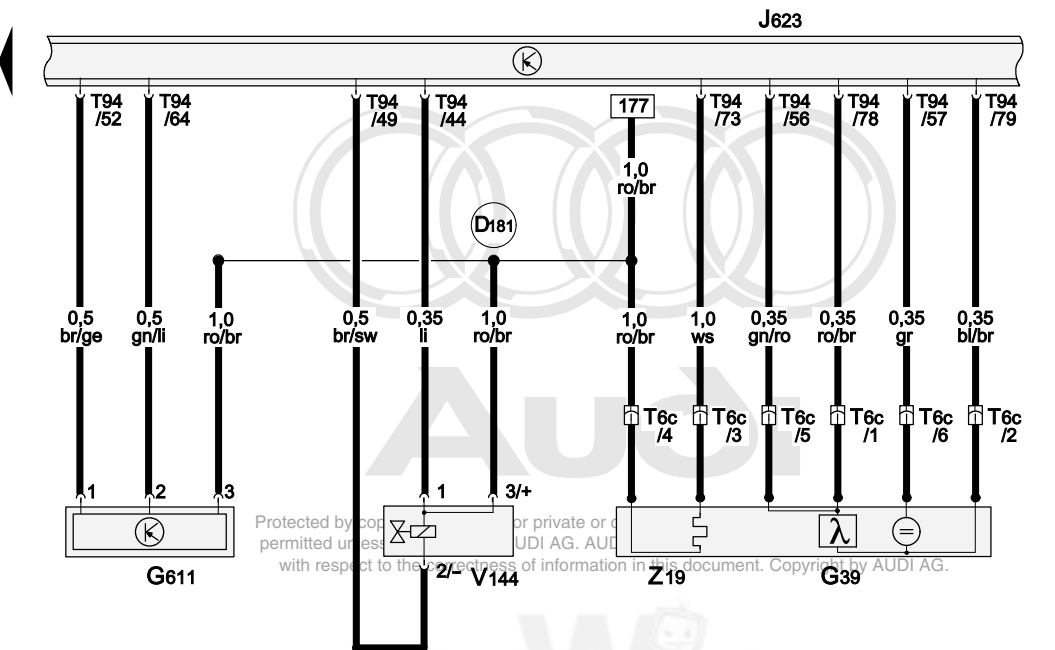 J623
T94
/52
T94
/64
T94
/49
T94
/44
177
T94
/73
T94
/56
T94
/78
T94
/57
T94
/79
1,0
ro/br
D181
0,5
br/ge
0,5
gn/li
1,0
ro/br
0,5
br/sw
0,35
li
1,0
ro/br
1,0
ro/br
1,0
ws
0,35
gn/ro
0,35
ro/br
0,35
gr
0,35
bl/br
Audi
T6c
/4
T6c
/3
T6c
/5
T6c
/1
T6c
/6
T6c
/2
1
2
3
1
3/+
λ
=
Protected by cop or private or c
permitted unless UDI AG. AUD
with respect to the correctness of information in this document. Copyright by AUDI AG.
G611
2/–
V144
Z19
G39